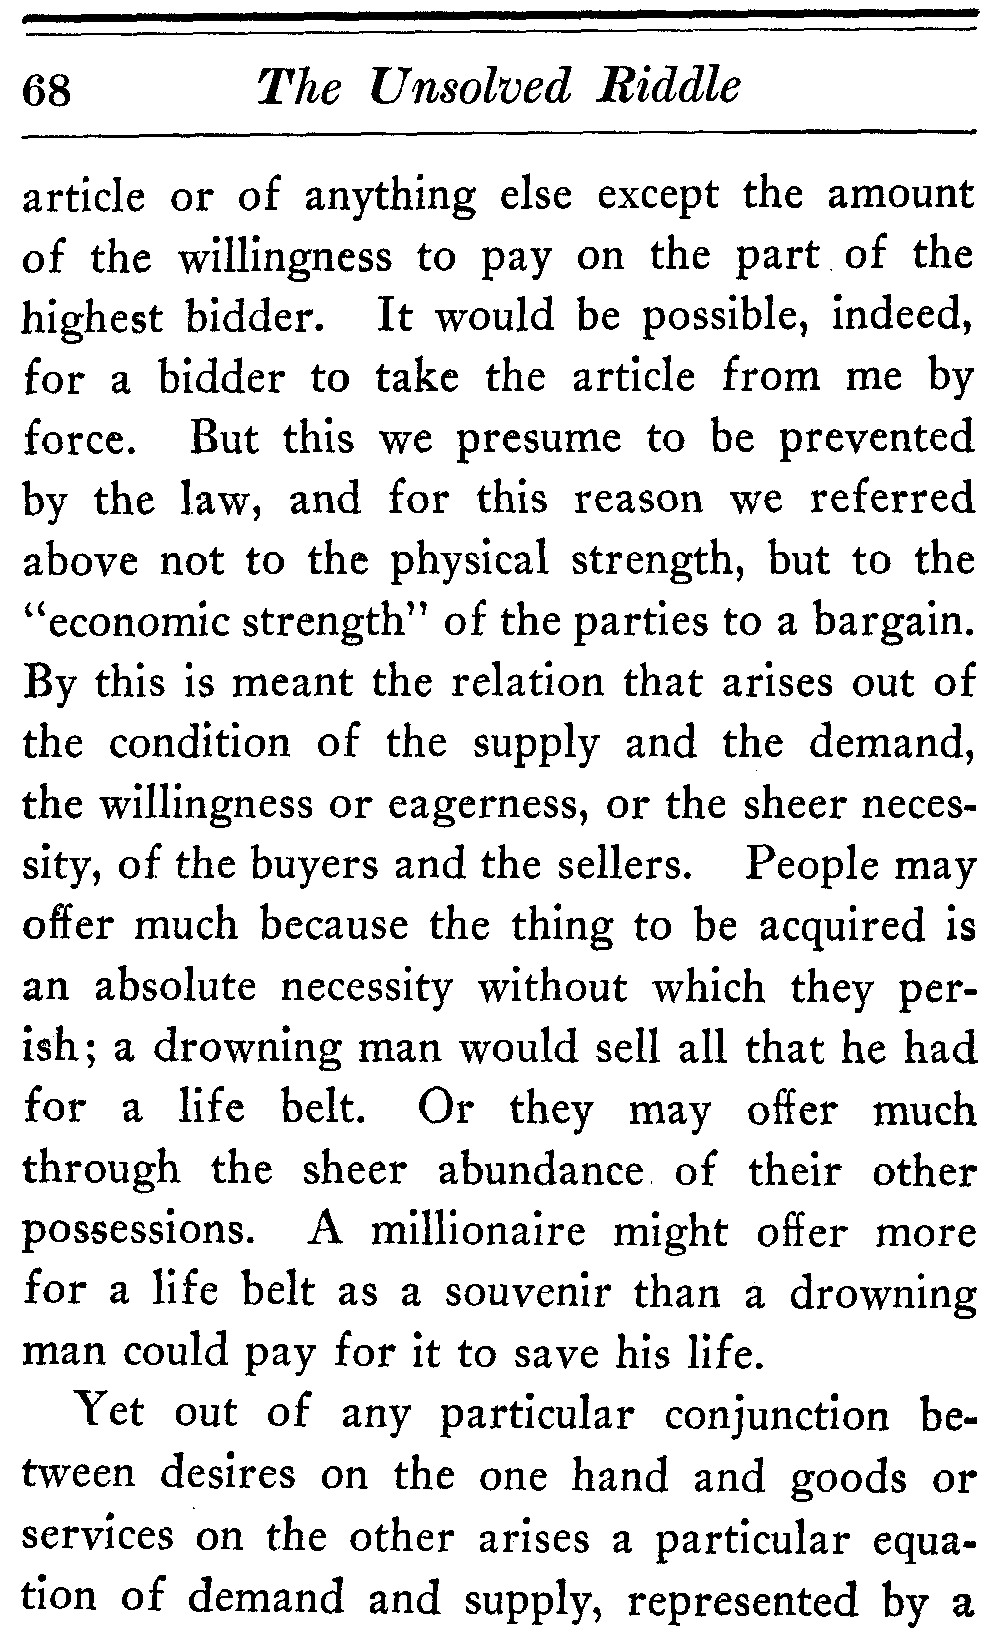 68 The Unsolved Riddle
article or of anything else except the amount
of the willingness to pay on the part of the
highest bidder. It would be possible, indeed,
for a bidder to take the article from me by
force. But this we presume to be prevented
by the law, and for this reason we referred
above not to the physical strength, but to the
“economic strength” of the parties to a bargain.
By this is meant the relation that arises out of
the condition of the supply and the demand,
the willingness or eagerness, or the sheer neces-
sity, of the buyers and the sellers. People may
offer much because the thing to be acquired is
an absolute necessity without which they per-
ish; a drowning man would sell all that he had
for a life belt. Or they may offer much
through the sheer abundance of their other
possessions. A millionaire might offer more
for a life belt as a souvenir than a drowning
man could pay for it to save his life.
Yet out of any particular conjunction be-
tween desires on the one hand and goods or
services on the other arises a particular equa-
tion of demand and supply, represented by a